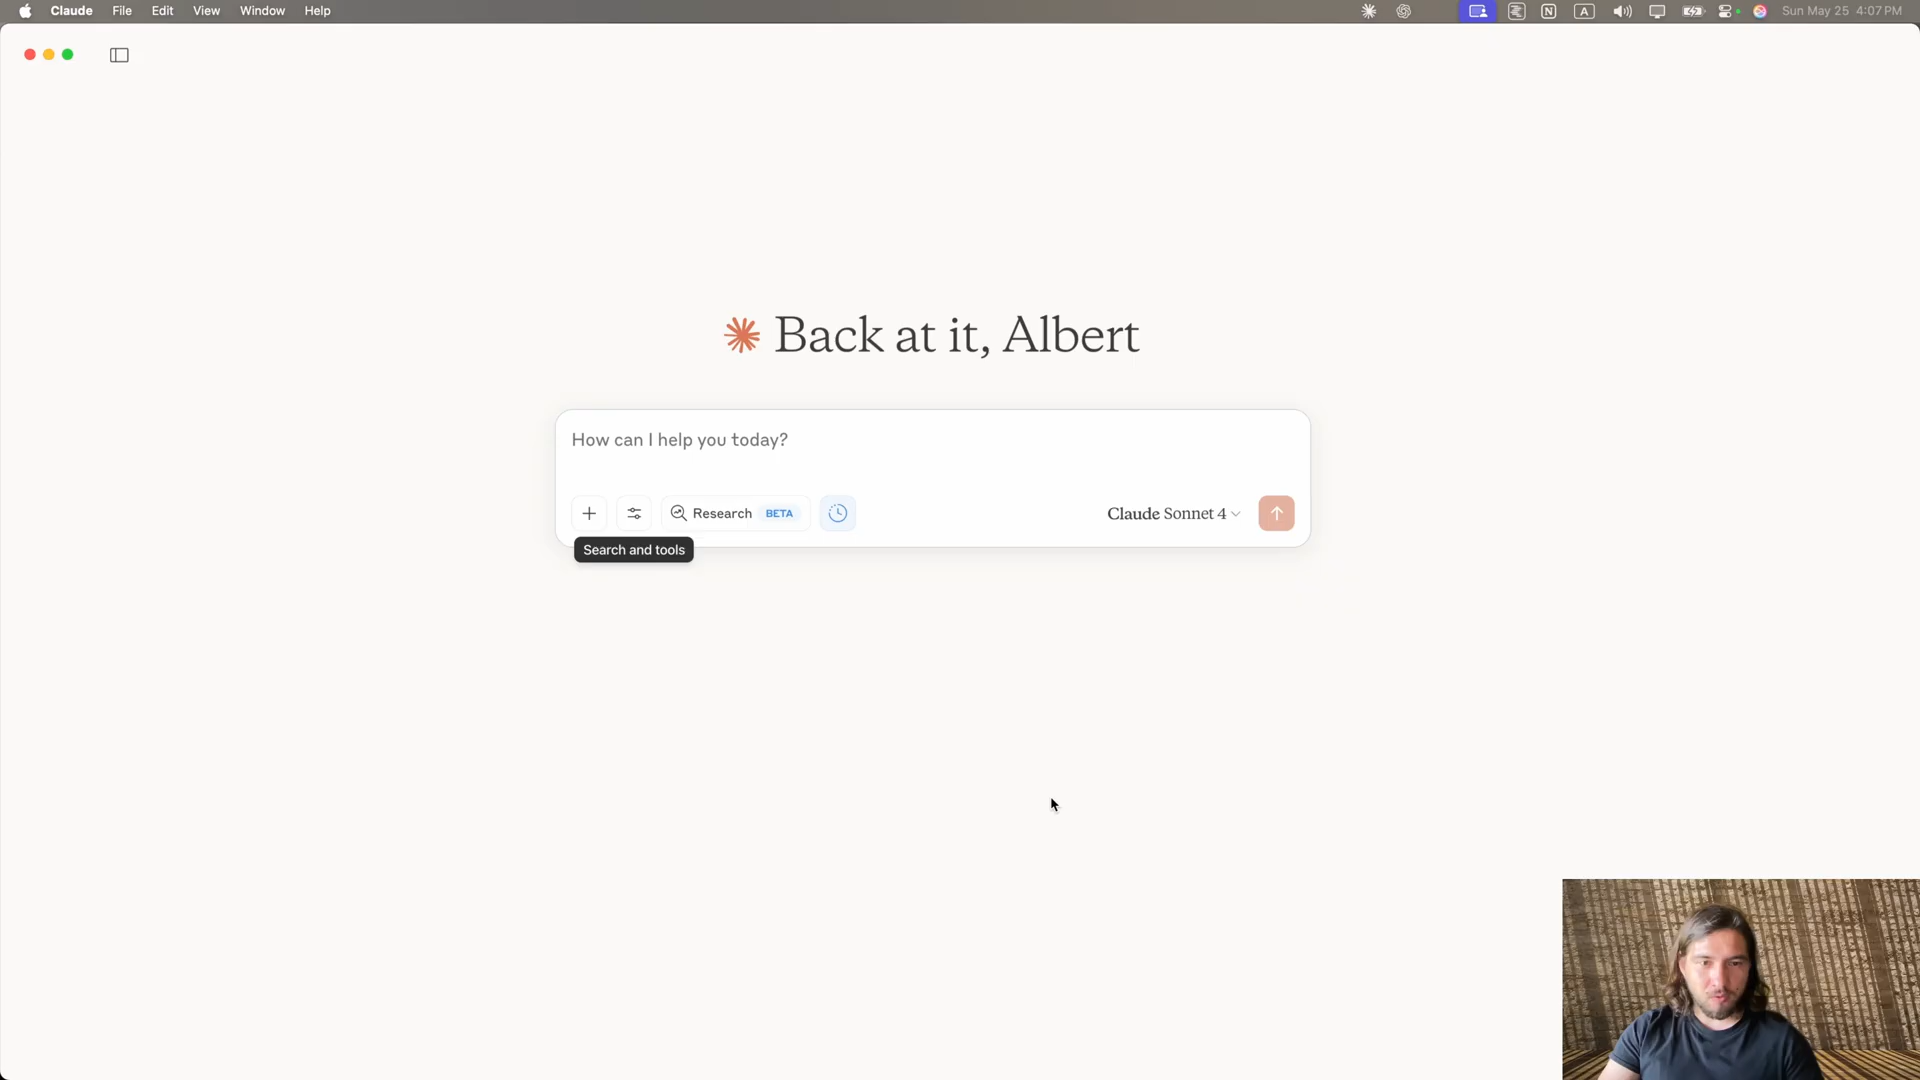 Claude File Edit View Window Help
N A Sun May 25 4:07 PM
Back at it, Albert
How can I help you today?
Research BETA
Claude Sonnet 4
Search and tools